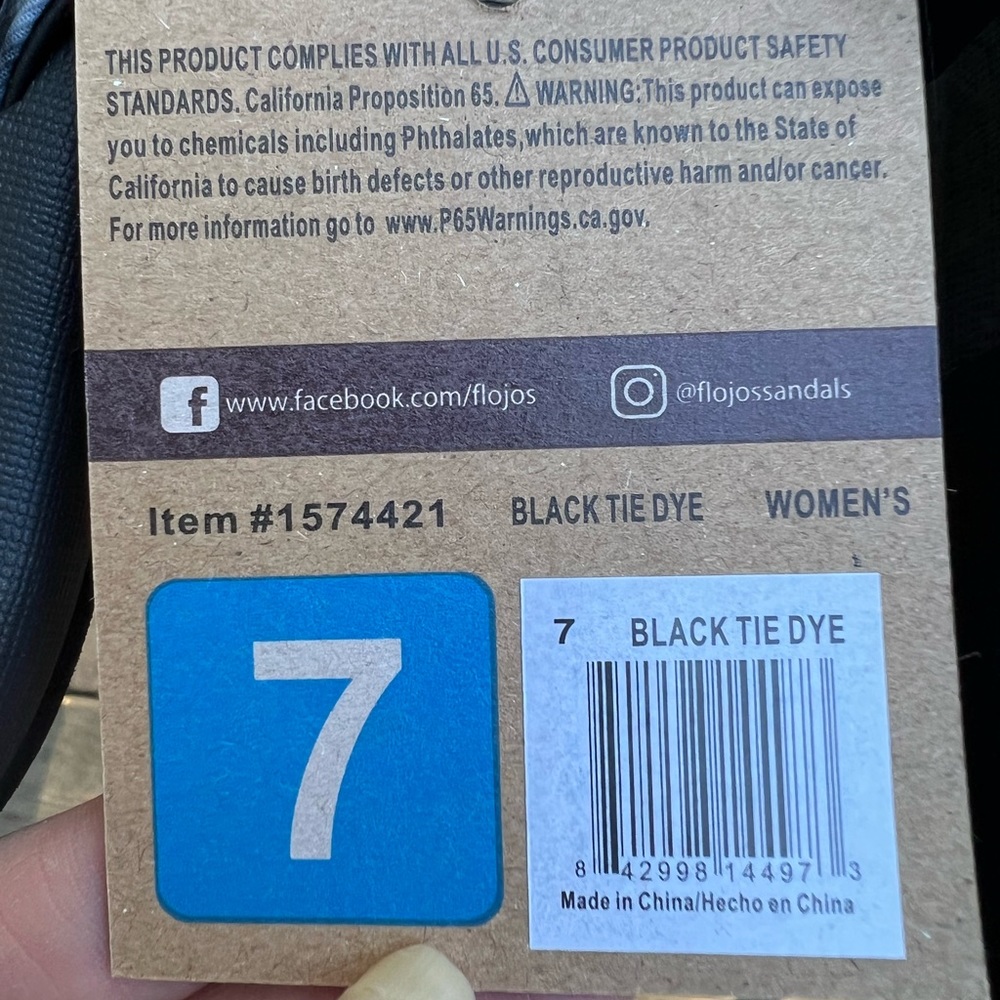 THIS PRODUCT COMPLIES WITH ALL U.S. CONSUMER PRODUCT SAFETY
STANDARDS. California Proposition 65. ⚠ WARNING:This product can expose
you to chemicals including Phthalates,which are known to the State of
California to cause birth defects or other reproductive harm and/or cancer.
For more information go to www.P65Warnings.ca.gov.
f www.facebook.com/flojos @flojossandals
Item #1574421 BLACK TIE DYE WOMEN'S
7
7 BLACK TIE DYE
8 42998 14497 3
Made in China/Hecho en China